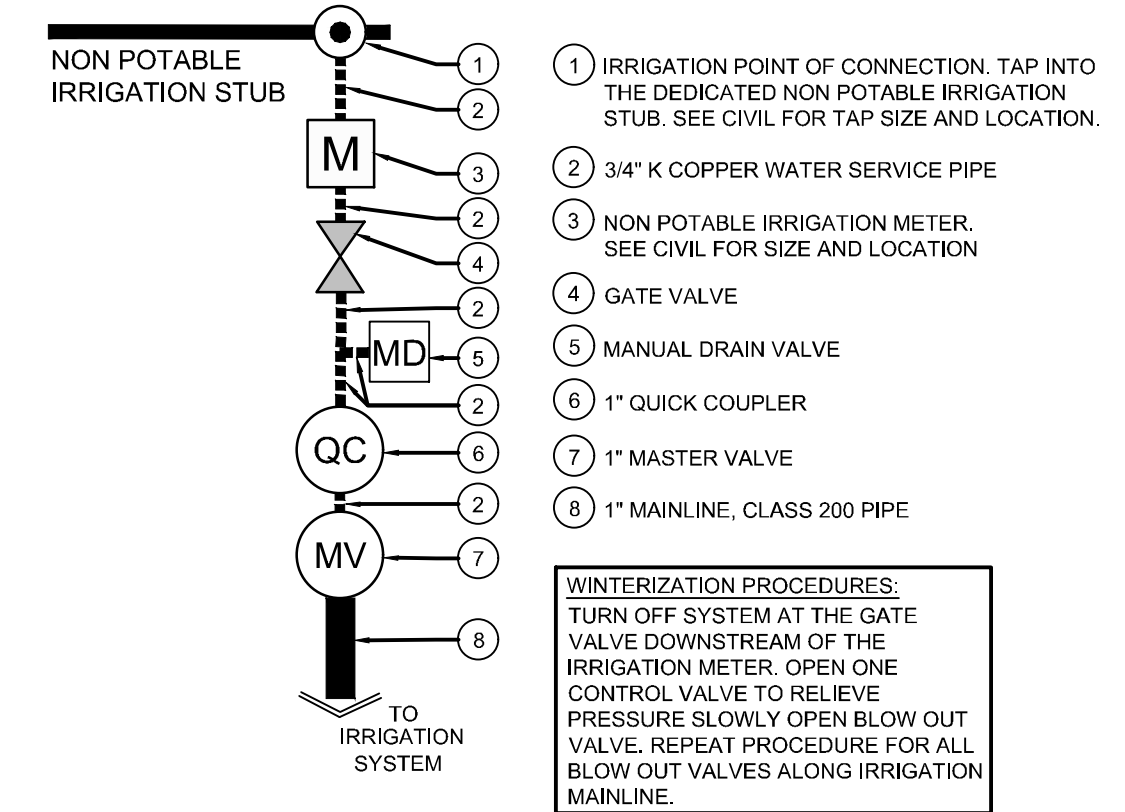 NON POTABLE
IRRIGATION STUB
1
2
M
3
2
4
2
MD
5
2
QC
6
2
MV
7
8
TO
IRRIGATION
SYSTEM
1 IRRIGATION POINT OF CONNECTION. TAP INTO
THE DEDICATED NON POTABLE IRRIGATION
STUB. SEE CIVIL FOR TAP SIZE AND LOCATION.
2 3/4" K COPPER WATER SERVICE PIPE
3 NON POTABLE IRRIGATION METER.
SEE CIVIL FOR SIZE AND LOCATION
4 GATE VALVE
5 MANUAL DRAIN VALVE
6 1" QUICK COUPLER
7 1" MASTER VALVE
8 1" MAINLINE, CLASS 200 PIPE
WINTERIZATION PROCEDURES:
TURN OFF SYSTEM AT THE GATE
VALVE DOWNSTREAM OF THE
IRRIGATION METER. OPEN ONE
CONTROL VALVE TO RELIEVE
PRESSURE SLOWLY OPEN BLOW OUT
VALVE. REPEAT PROCEDURE FOR ALL
BLOW OUT VALVES ALONG IRRIGATION
MAINLINE.